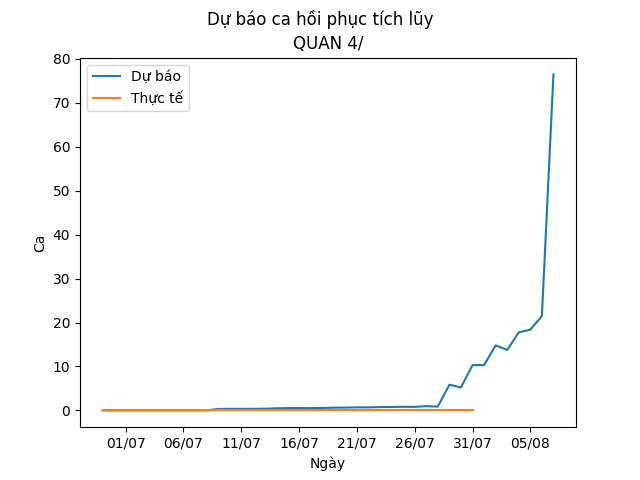 Dự báo ca hồi phục tích lũy
QUAN 4/
Dự báo
Thực tế
Ca
80
70
60
50
40
30
20
10
0
01/07 06/07 11/07 16/07 21/07 26/07 31/07 05/08
Ngày